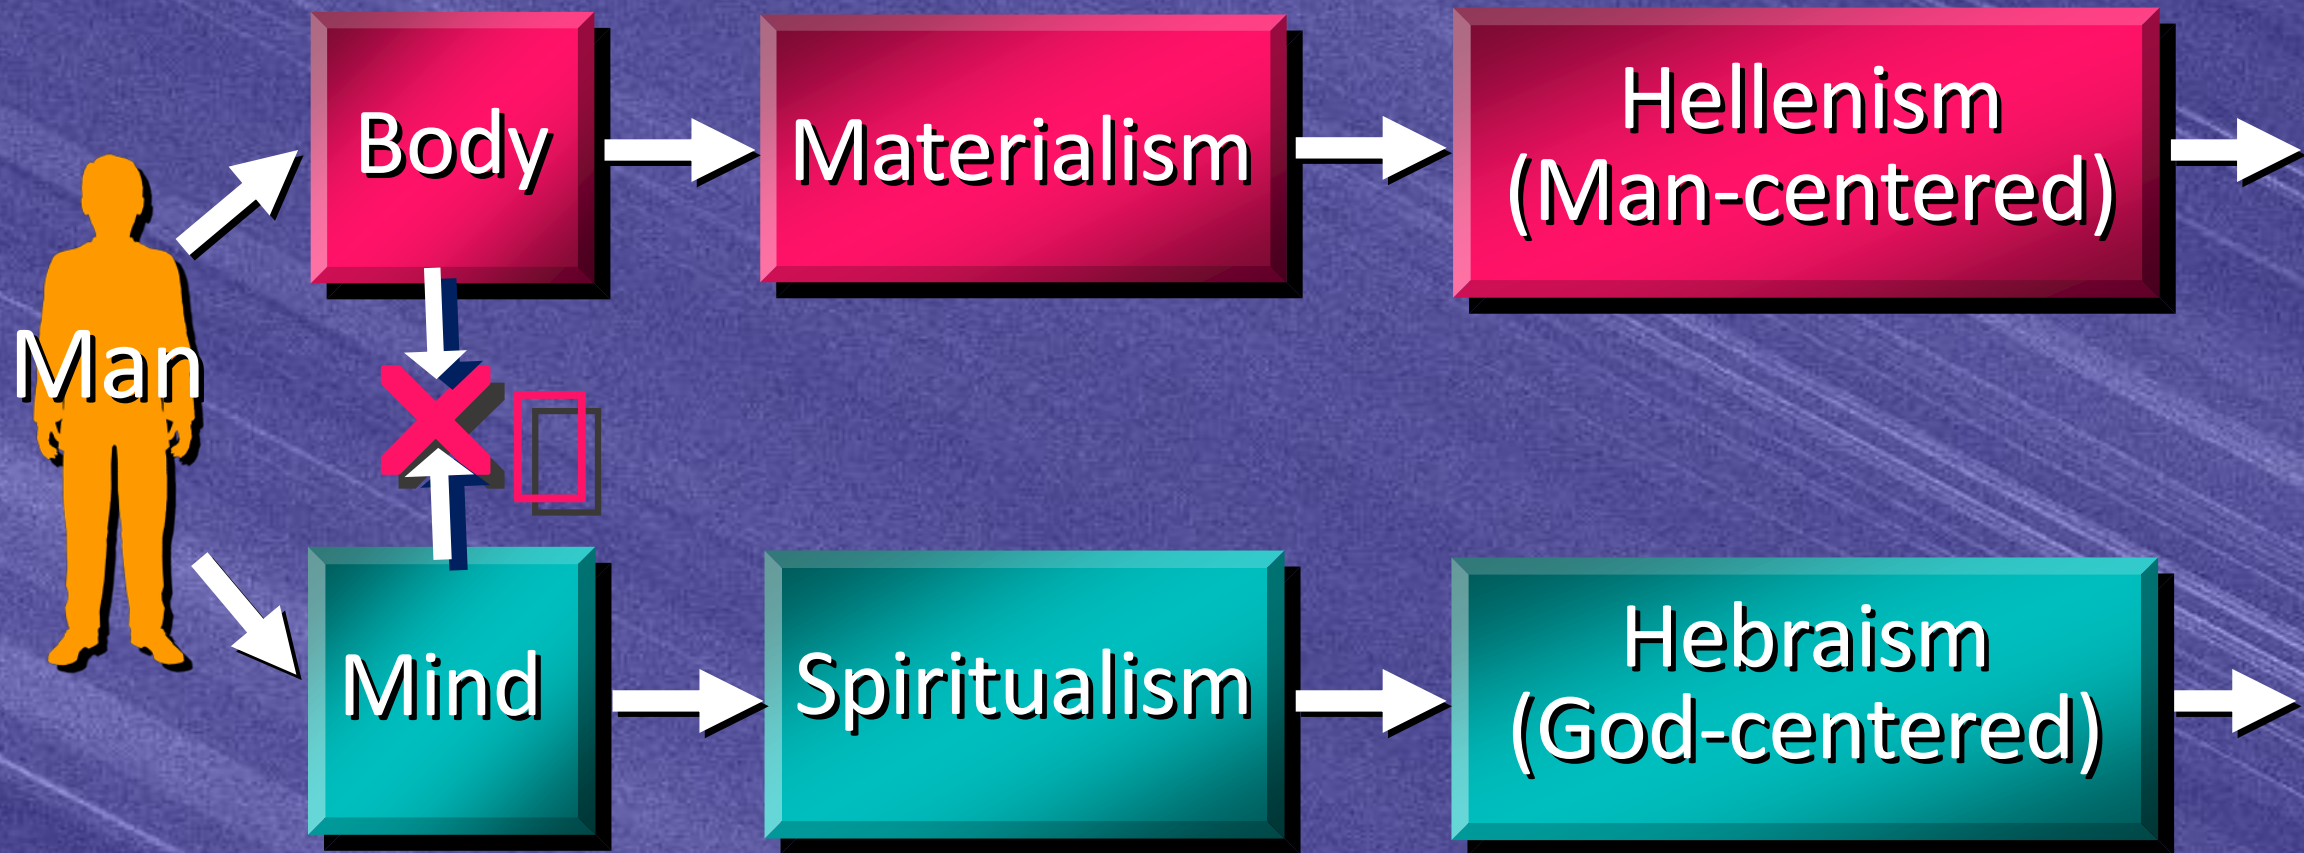 Man
Body
Materialism
Hellenism
(Man-centered)
Mind
Spiritualism
Hebraism
(God-centered)